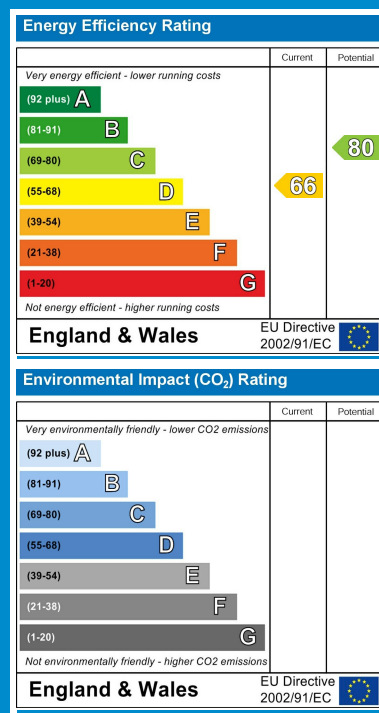 Energy Efficiency Rating
Current Potential
Very energy efficient - lower running costs
(92 plus) A
(81-91) B
(69-80) C
80
(55-68) D
66
(39-54) E
(21-38) F
(1-20) G
Not energy efficient - higher running costs
England & Wales
EU Directive
2002/91/EC
Environmental Impact (CO₂) Rating
Current Potential
Very environmentally friendly - lower CO2 emissions
(92 plus) A
(81-91) B
(69-80) C
(55-68) D
(39-54) E
(21-38) F
(1-20) G
Not environmentally friendly - higher CO2 emissions
England & Wales
EU Directive
2002/91/EC